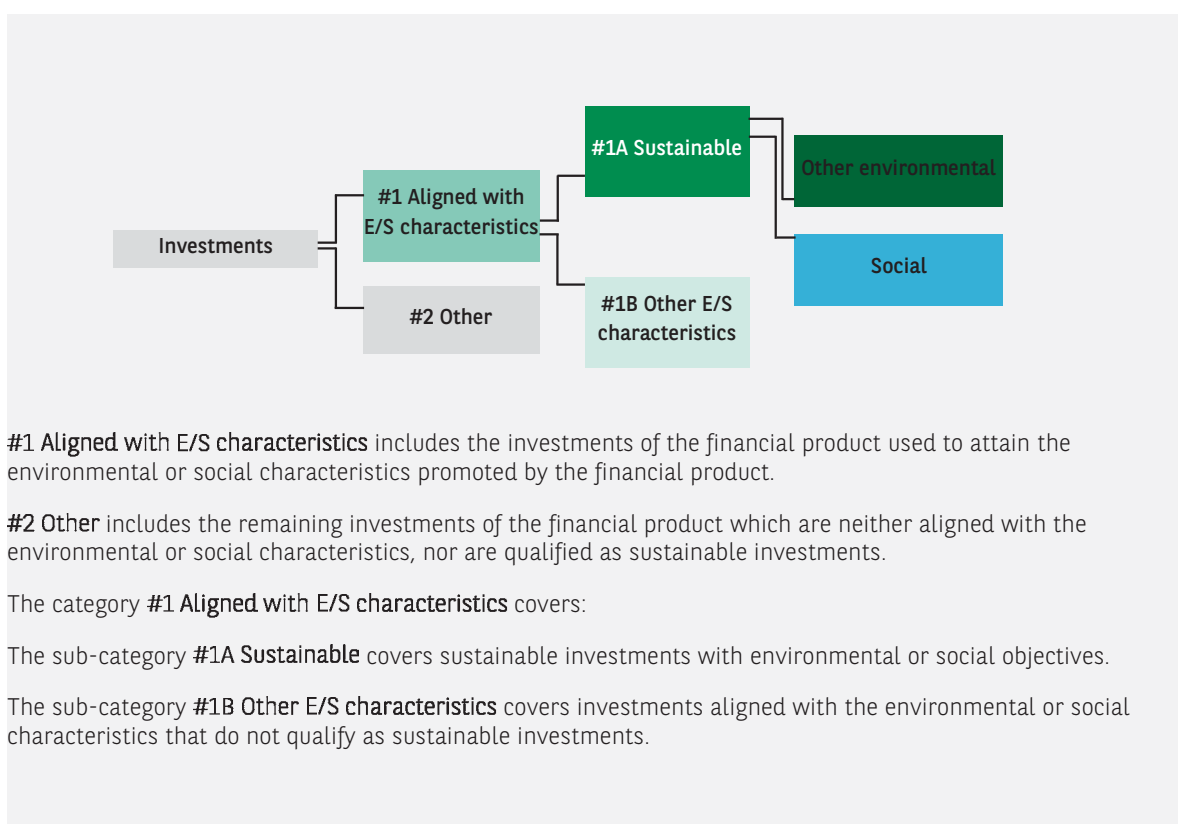 #1A Sustainable
Other environmental
#1 Aligned with
E/S characteristics
Investments
Social
#1B Other E/S
characteristics
#2 Other
#1 Aligned with E/S characteristics includes the investments of the financial product used to attain the
environmental or social characteristics promoted by the financial product.
#2 Other includes the remaining investments of the financial product which are neither aligned with the
environmental or social characteristics, nor are qualified as sustainable investments.
The category #1 Aligned with E/S characteristics covers:
The sub-category #1A Sustainable covers sustainable investments with environmental or social objectives.
The sub-category #1B Other E/S characteristics covers investments aligned with the environmental or social
characteristics that do not qualify as sustainable investments.